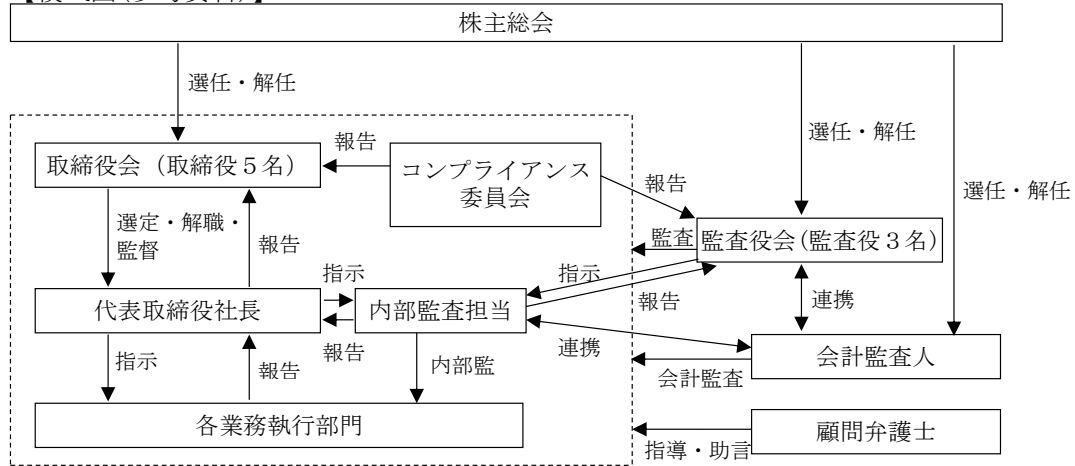 株主総会
選任・解任
選任・解任
選任・解任
取締役会(取締役5名)
報告
コンプライアンス
委員会
報告
選定・解職・
監督
報告
監査
監査役会(監査役3名)
指示
指示
報告
連携
代表取締役社長
内部監査担当
報告
連携
指示
報告
内部監
会計監査
会計監査人
各業務執行部門
指導・助言
顧問弁護士